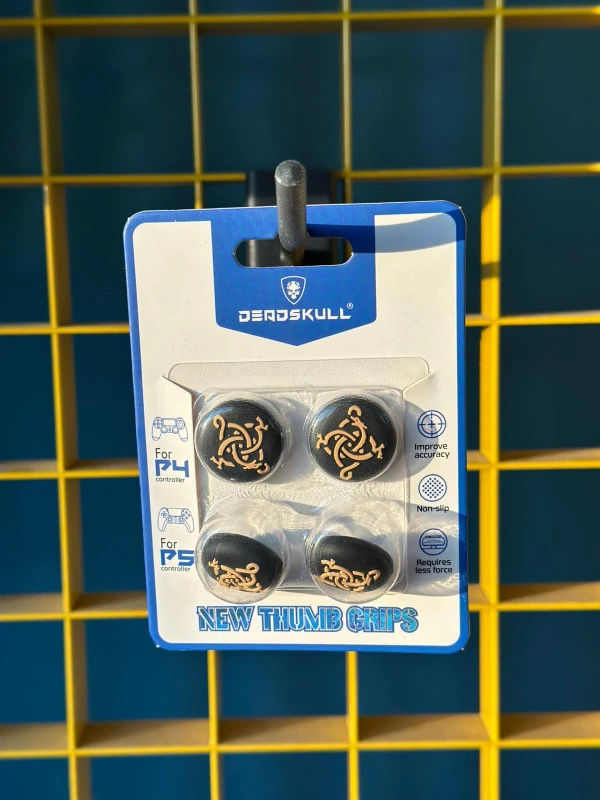 DEADSKULL®
For
P4
controller
For
P5
controller
Improve
accuracy
Non-slip
Requires
less force
NEW THUMB GRIPS